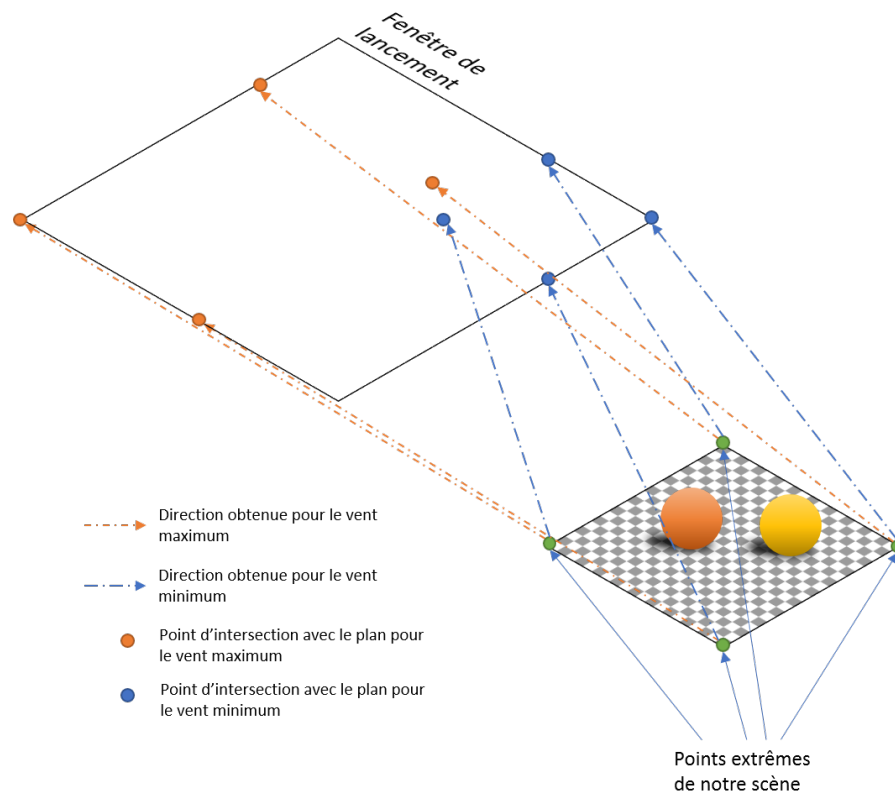 Fenêtre de
lancement
Direction obtenue pour le vent
maximum
Direction obtenue pour le vent
minimum
Point d’intersection avec le plan pour
le vent maximum
Point d’intersection avec le plan pour
le vent minimum
Points extrêmes
de notre scène